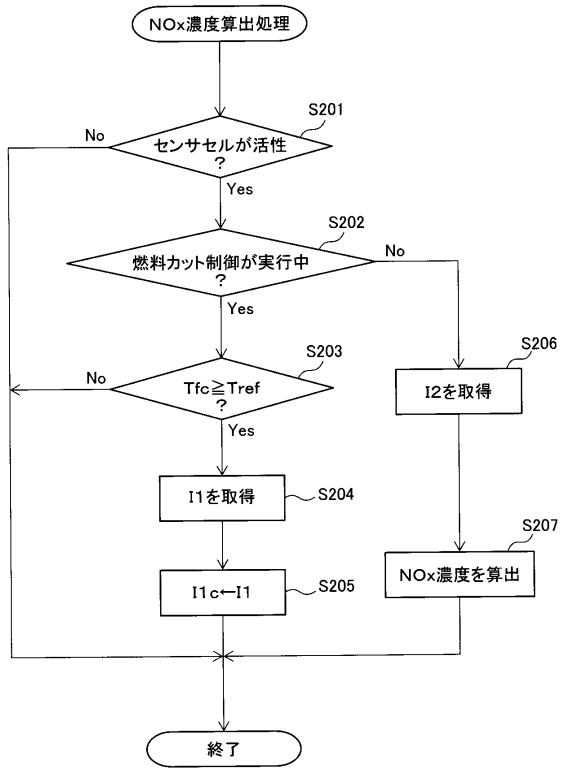 NOx濃度算出処理
S201
センサセルが活性
?
No
Yes
S202
燃料カット制御が実行中
?
No
Yes
S203
Tfc≧Tref
?
No
Yes
S206
I2を取得
I1を取得
S204
S207
NOx濃度を算出
I1c←I1
S205
終了